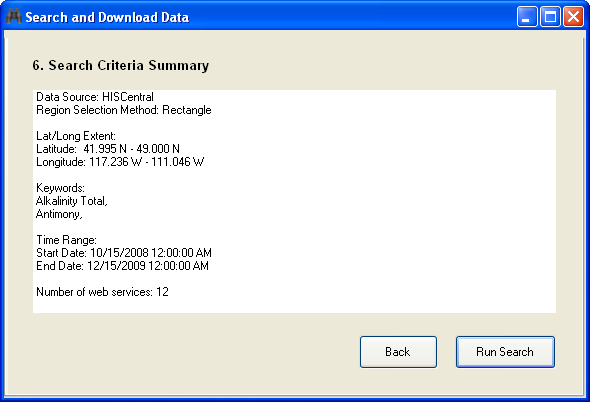 Search and Download Data
6. Search Criteria Summary
Data Source: HISCentral
Region Selection Method: Rectangle
Lat/Long Extent:
Latitude:  41.995 N - 49.000 N
Longitude: 117.236 W - 111.046 W
Keywords:
Alkalinity Total,
Antimony,
Time Range:
Start Date: 10/15/2008 12:00:00 AM
End Date: 12/15/2009 12:00:00 AM
Number of web services: 12
Back
Run Search